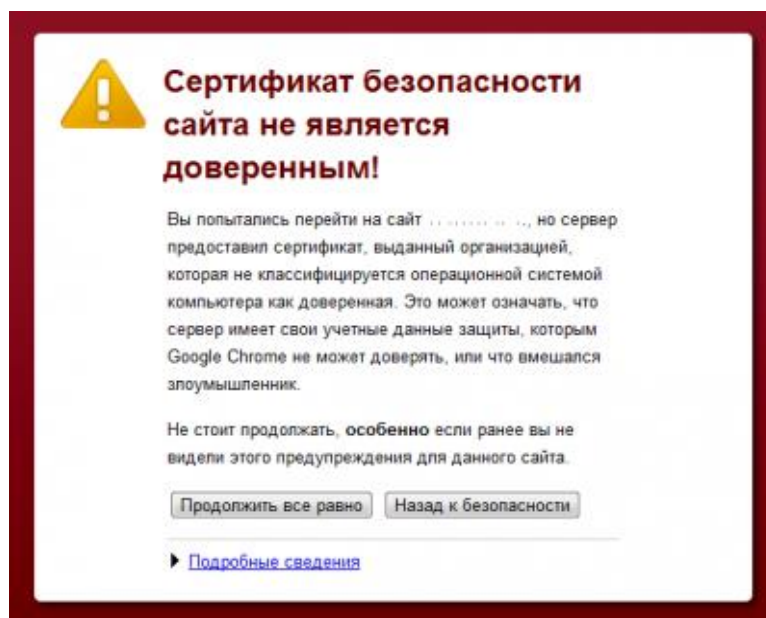 Сертификат безопасности
сайта не является
доверенным!
Вы попытались перейти на сайт , но сервер
предоставил сертификат, выданный организацией,
которая не классифицируется операционной системой
компьютера как доверенная. Это может означать, что
сервер имеет свои учетные данные защиты, которым
Google Chrome не может доверять, или что вмешался
злоумышленник.
Не стоит продолжать, особенно если ранее вы не
видели этого предупреждения для данного сайта.
Продолжить все равно Назад к безопасности
Подробные сведения